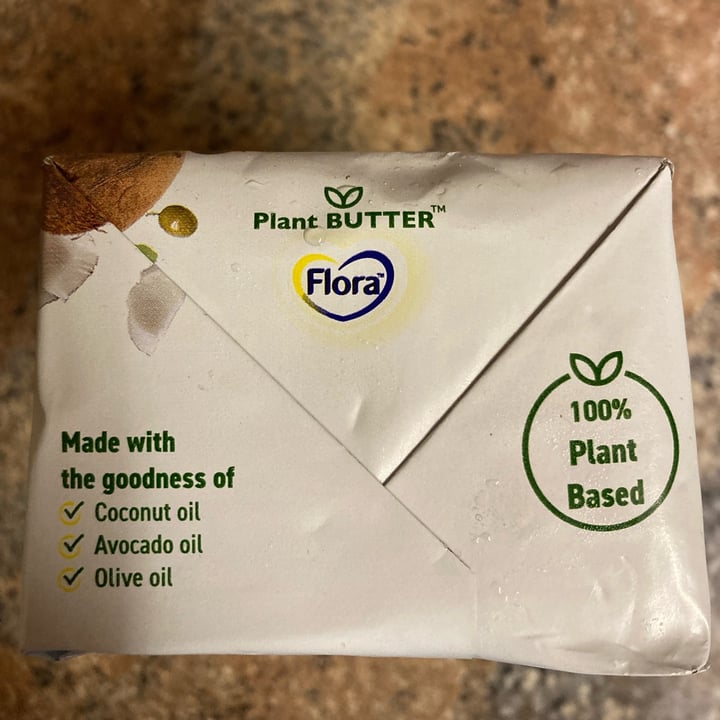 Plant BUTTER™
Flora™
Made with
the goodness of
Coconut oil
Avocado oil
Olive oil
100%
Plant
Based